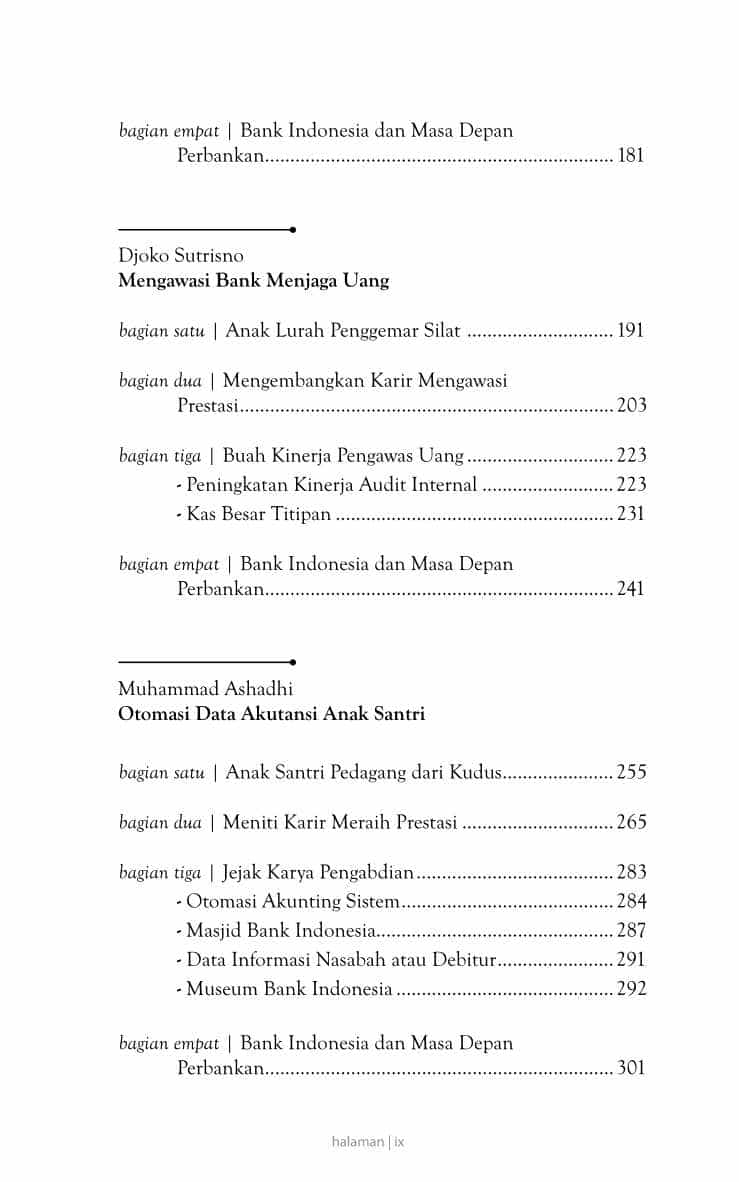 bagian empat | Bank Indonesia dan Masa Depan
Perbankan...................................................................... 181
Djoko Sutrisno
Mengawasi Bank Menjaga Uang
bagian satu | Anak Lurah Penggemar Silat ............................. 191
bagian dua | Mengembangkan Karir Mengawasi
Prestasi........................................................................... 203
bagian tiga | Buah Kinerja Pengawas Uang ............................. 223
- Peningkatan Kinerja Audit Internal .......................... 223
- Kas Besar Titipan ....................................................... 231
bagian empat | Bank Indonesia dan Masa Depan
Perbankan...................................................................... 241
Muhammad Ashadhi
Otomasi Data Akutansi Anak Santri
bagian satu | Anak Santri Pedagang dari Kudus...................... 255
bagian dua | Meniti Karir Meraih Prestasi .............................. 265
bagian tiga | Jejak Karya Pengabdian....................................... 283
- Otomasi Akunting Sistem.......................................... 284
- Masjid Bank Indonesia............................................... 287
- Data Informasi Nasabah atau Debitur....................... 291
- Museum Bank Indonesia ........................................... 292
bagian empat | Bank Indonesia dan Masa Depan
Perbankan...................................................................... 301
halaman | ix